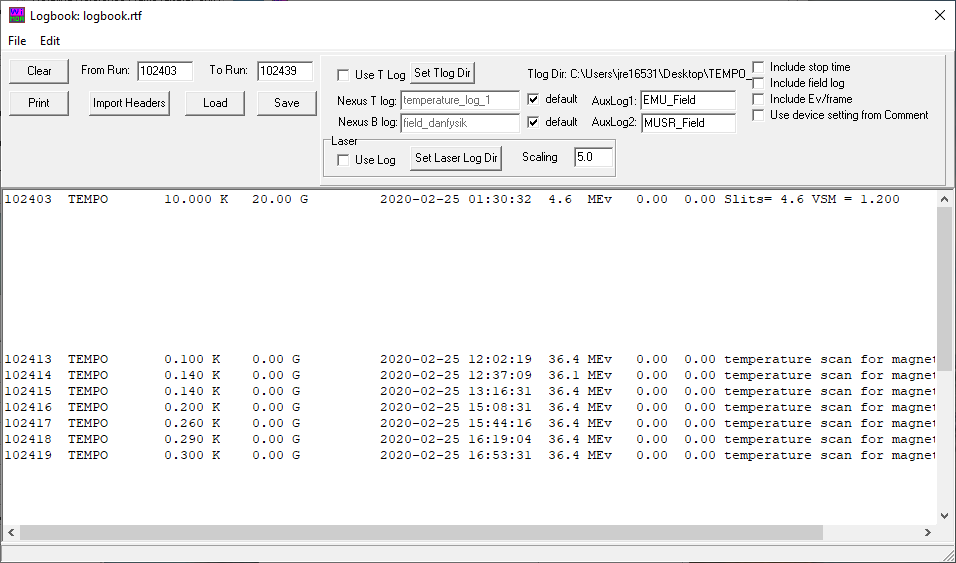 Logbook: logbook.rtf
File Edit
Clear From Run: 102403 To Run: 102439
Print Import Headers Load Save
Use T Log Set Tlog Dir Tlog Dir: C:\Users\jre16531\Desktop\TEMPO_
Nexus T log: temperature_log_1 default AuxLog1: EMU_Field
Nexus B log: field_danfysik default AuxLog2: MUSR_Field
Laser
Use Log Set Laser Log Dir Scaling 5.0
Include stop time
Include field log
Include Ev/frame
Use device setting from Comment
102403 TEMPO 10.000 K 20.00 G 2020-02-25 01:30:32 4.6 MEv 0.00 0.00 Slits= 4.6 VSM = 1.200
102413 TEMPO 0.100 K 0.00 G 2020-02-25 12:02:19 36.4 MEv 0.00 0.00 temperature scan for magnet
102414 TEMPO 0.140 K 0.00 G 2020-02-25 12:37:09 36.1 MEv 0.00 0.00 temperature scan for magnet
102415 TEMPO 0.140 K 0.00 G 2020-02-25 13:16:31 36.4 MEv 0.00 0.00 temperature scan for magnet
102416 TEMPO 0.200 K 0.00 G 2020-02-25 15:08:31 36.4 MEv 0.00 0.00 temperature scan for magnet
102417 TEMPO 0.260 K 0.00 G 2020-02-25 15:44:16 36.4 MEv 0.00 0.00 temperature scan for magnet
102418 TEMPO 0.290 K 0.00 G 2020-02-25 16:19:04 36.4 MEv 0.00 0.00 temperature scan for magnet
102419 TEMPO 0.300 K 0.00 G 2020-02-25 16:53:31 36.4 MEv 0.00 0.00 temperature scan for magnet